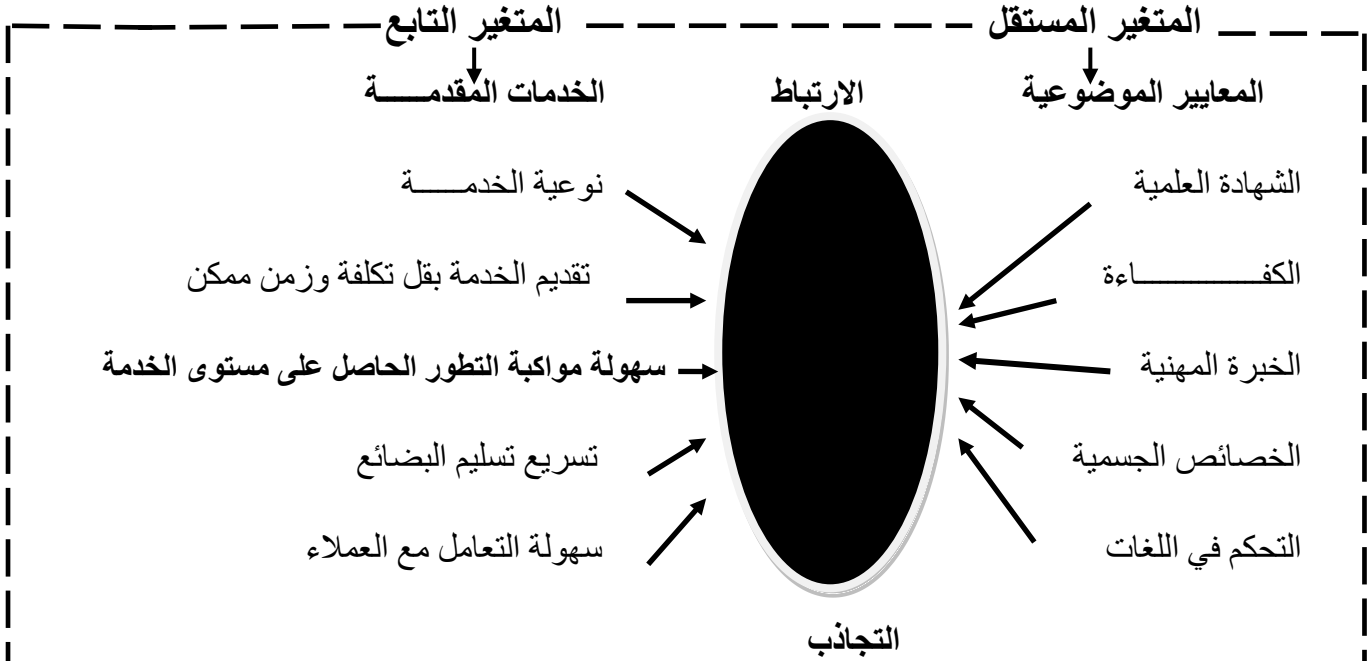 المتغير المستقل المتغير التابع
المعايير الموضوعية الارتباط الخدمات المقدمـــــة
الشهادة العلمية نوعية الخدمــــــة
الكفـــــــــــــاءة تقديم الخدمة بقل تكلفة وزمن ممكن
الخبرة المهنية سهولة مواكبة التطور الحاصل على مستوى الخدمة
الخصائص الجسمية تسريع تسليم البضائع
التحكم في اللغات سهولة التعامل مع العملاء
التجاذب